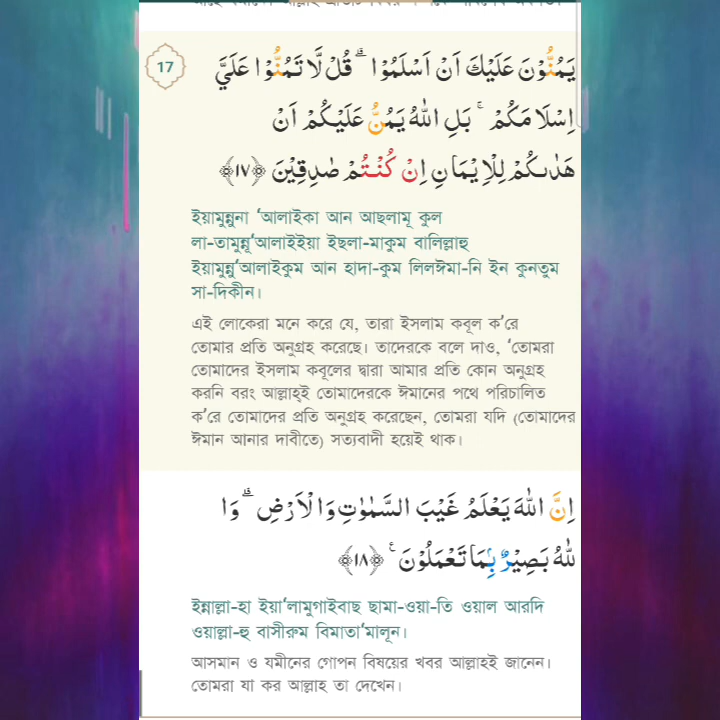 17
یَمُنُّوْنَ عَلَیْكَ اَنْ اَسْلَمُوْا ؕ قُلْ لَّا تَمُنُّوْا عَلَیَّ
اِسْلَامَكُمْ ۚ بَلِ اللّٰهُ یَمُنُّ عَلَیْكُمْ اَنْ
هَدٰىكُمْ لِلْاِیْمَانِ اِنْ كُنْتُمْ صٰدِقِیْنَ ﴿۱۷﴾
ইয়ামুন্নুনা ‘আলাইকা আন আছলামূ কুল
লা-তামুন্নূ‘আলাইইয়া ইছলা-মাকুম বালিল্লাহু
ইয়ামুন্নু‘আলাইকুম আন হাদা-কুম লিলঈমা-নি ইন কুনতুম
সা-দিকীন।
এই লোকেরা মনে করে যে, তারা ইসলাম কবূল ক’রে
তোমার প্রতি অনুগ্রহ করেছে। তাদেরকে বলে দাও, ‘তোমরা
তোমাদের ইসলাম কবূলের দ্বারা আমার প্রতি কোন অনুগ্রহ
করনি বরং আল্লাহ্ই তোমাদেরকে ঈমানের পথে পরিচালিত
ক’রে তোমাদের প্রতি অনুগ্রহ করেছেন, তোমরা যদি (তোমাদের
ঈমান আনার দাবীতে) সত্যবাদী হয়েই থাক।
اِنَّ اللّٰهَ یَعْلَمُ غَیْبَ السَّمٰوٰتِ وَالْاَرْضِ ؕ وَا
للّٰهُ بَصِیْرٌۢ بِمَا تَعْمَلُوْنَ ۠ ﴿۱۸﴾
ইন্নাল্লা-হা ইয়া‘লামুগাইবাছ ছামা-ওয়া-তি ওয়াল আরদি
ওয়াল্লা-হু বাসীরুম বিমাতা‘মালূন।
আসমান ও যমীনের গোপন বিষয়ের খবর আল্লাহই জানেন।
তোমরা যা কর আল্লাহ তা দেখেন।